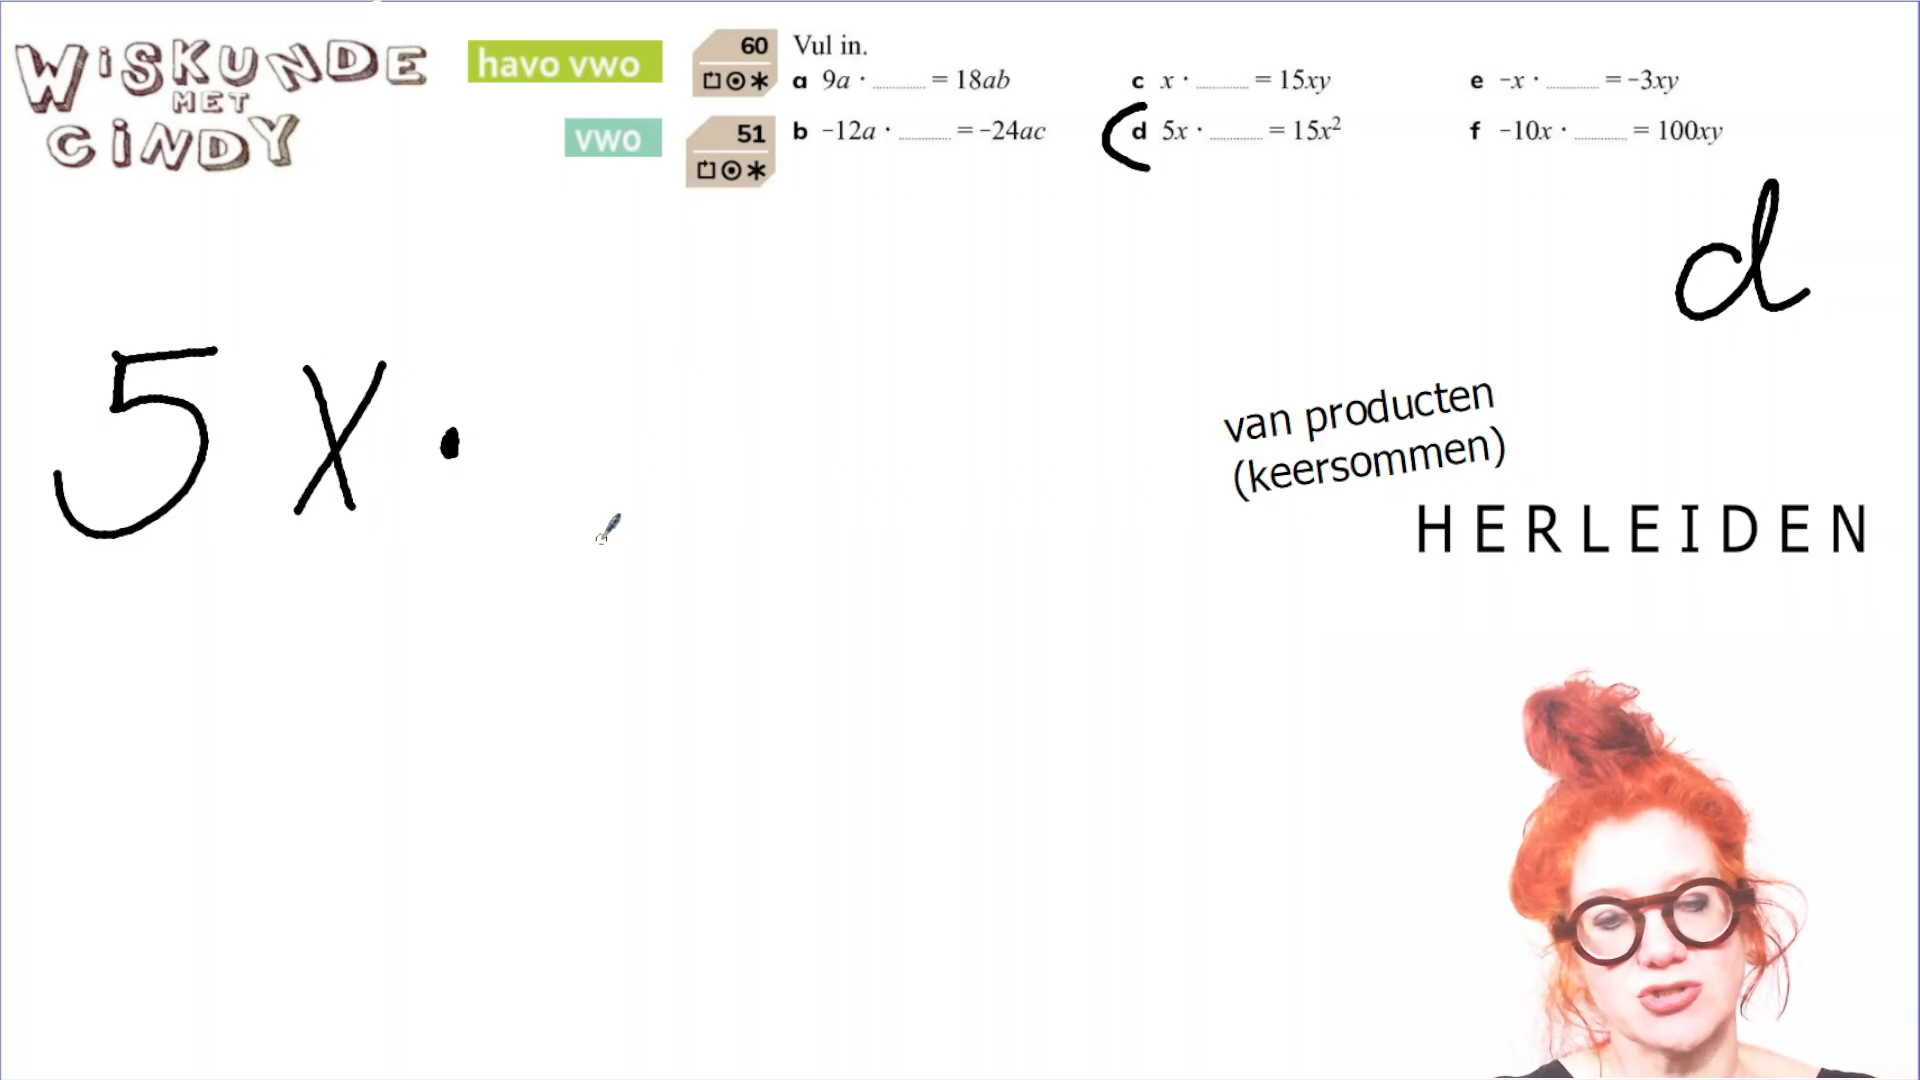 WiSKUNDE
MET
CiNDY
havo vwo
vwo
60
51
Vul in.
a 9a · ............ = 18ab
b −12a · ............ = −24ac
c x · ............ = 15xy
d 5x · ............ = 15x²
e −x · ............ = −3xy
f −10x · ............ = 100xy
d
5x·
van producten
(keersommen)
HERLEIDEN